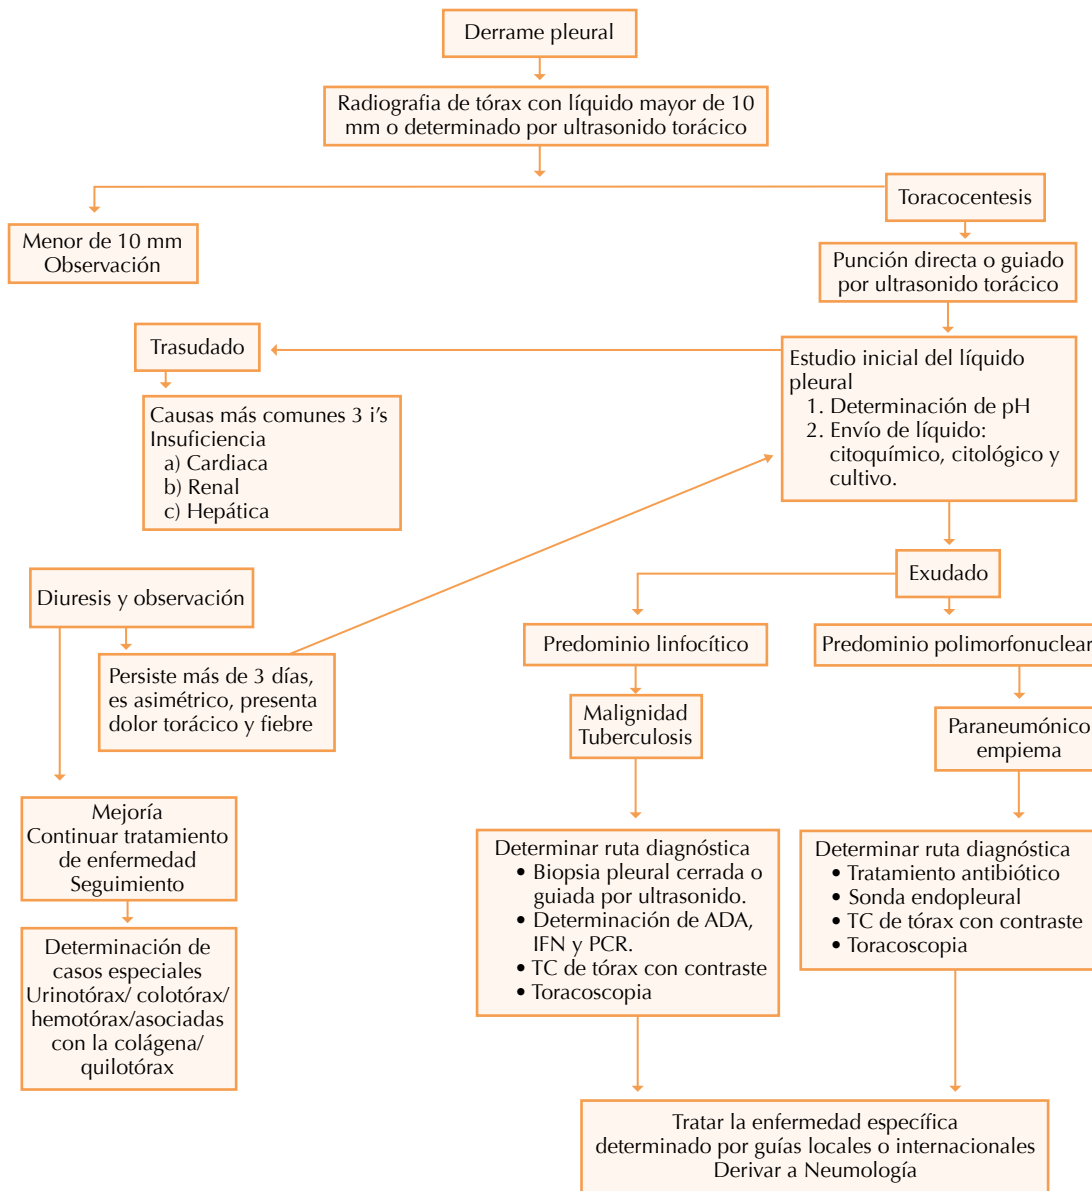 Derrame pleural
Radiografia de tórax con líquido mayor de 10
mm o determinado por ultrasonido torácico
Toracocentesis
Menor de 10 mm
Observación
Punción directa o guiado
por ultrasonido torácico
Trasudado
Estudio inicial del líquido
pleural
1. Determinación de pH
2. Envío de líquido:
citoquímico, citológico y
cultivo.
Causas más comunes 3 i's
Insuficiencia
a) Cardiaca
b) Renal
c) Hepática
Exudado
Diuresis y observación
Predominio linfocítico
Predominio polimorfonuclear
Persiste más de 3 días,
es asimétrico, presenta
dolor torácico y fiebre
Malignidad
Tuberculosis
Paraneumónico
empiema
Mejoría
Continuar tratamiento
de enfermedad
Seguimiento
Determinar ruta diagnóstica
• Biopsia pleural cerrada o
guiada por ultrasonido.
• Determinación de ADA,
IFN y PCR.
• TC de tórax con contraste
• Toracoscopia
Determinar ruta diagnóstica
• Tratamiento antibiótico
• Sonda endopleural
• TC de tórax con contraste
• Toracoscopia
Determinación de
casos especiales
Urinotórax/ colotórax/
hemotórax/asociadas
con la colágena/
quilotórax
Tratar la enfermedad específica
determinado por guías locales o internacionales
Derivar a Neumología